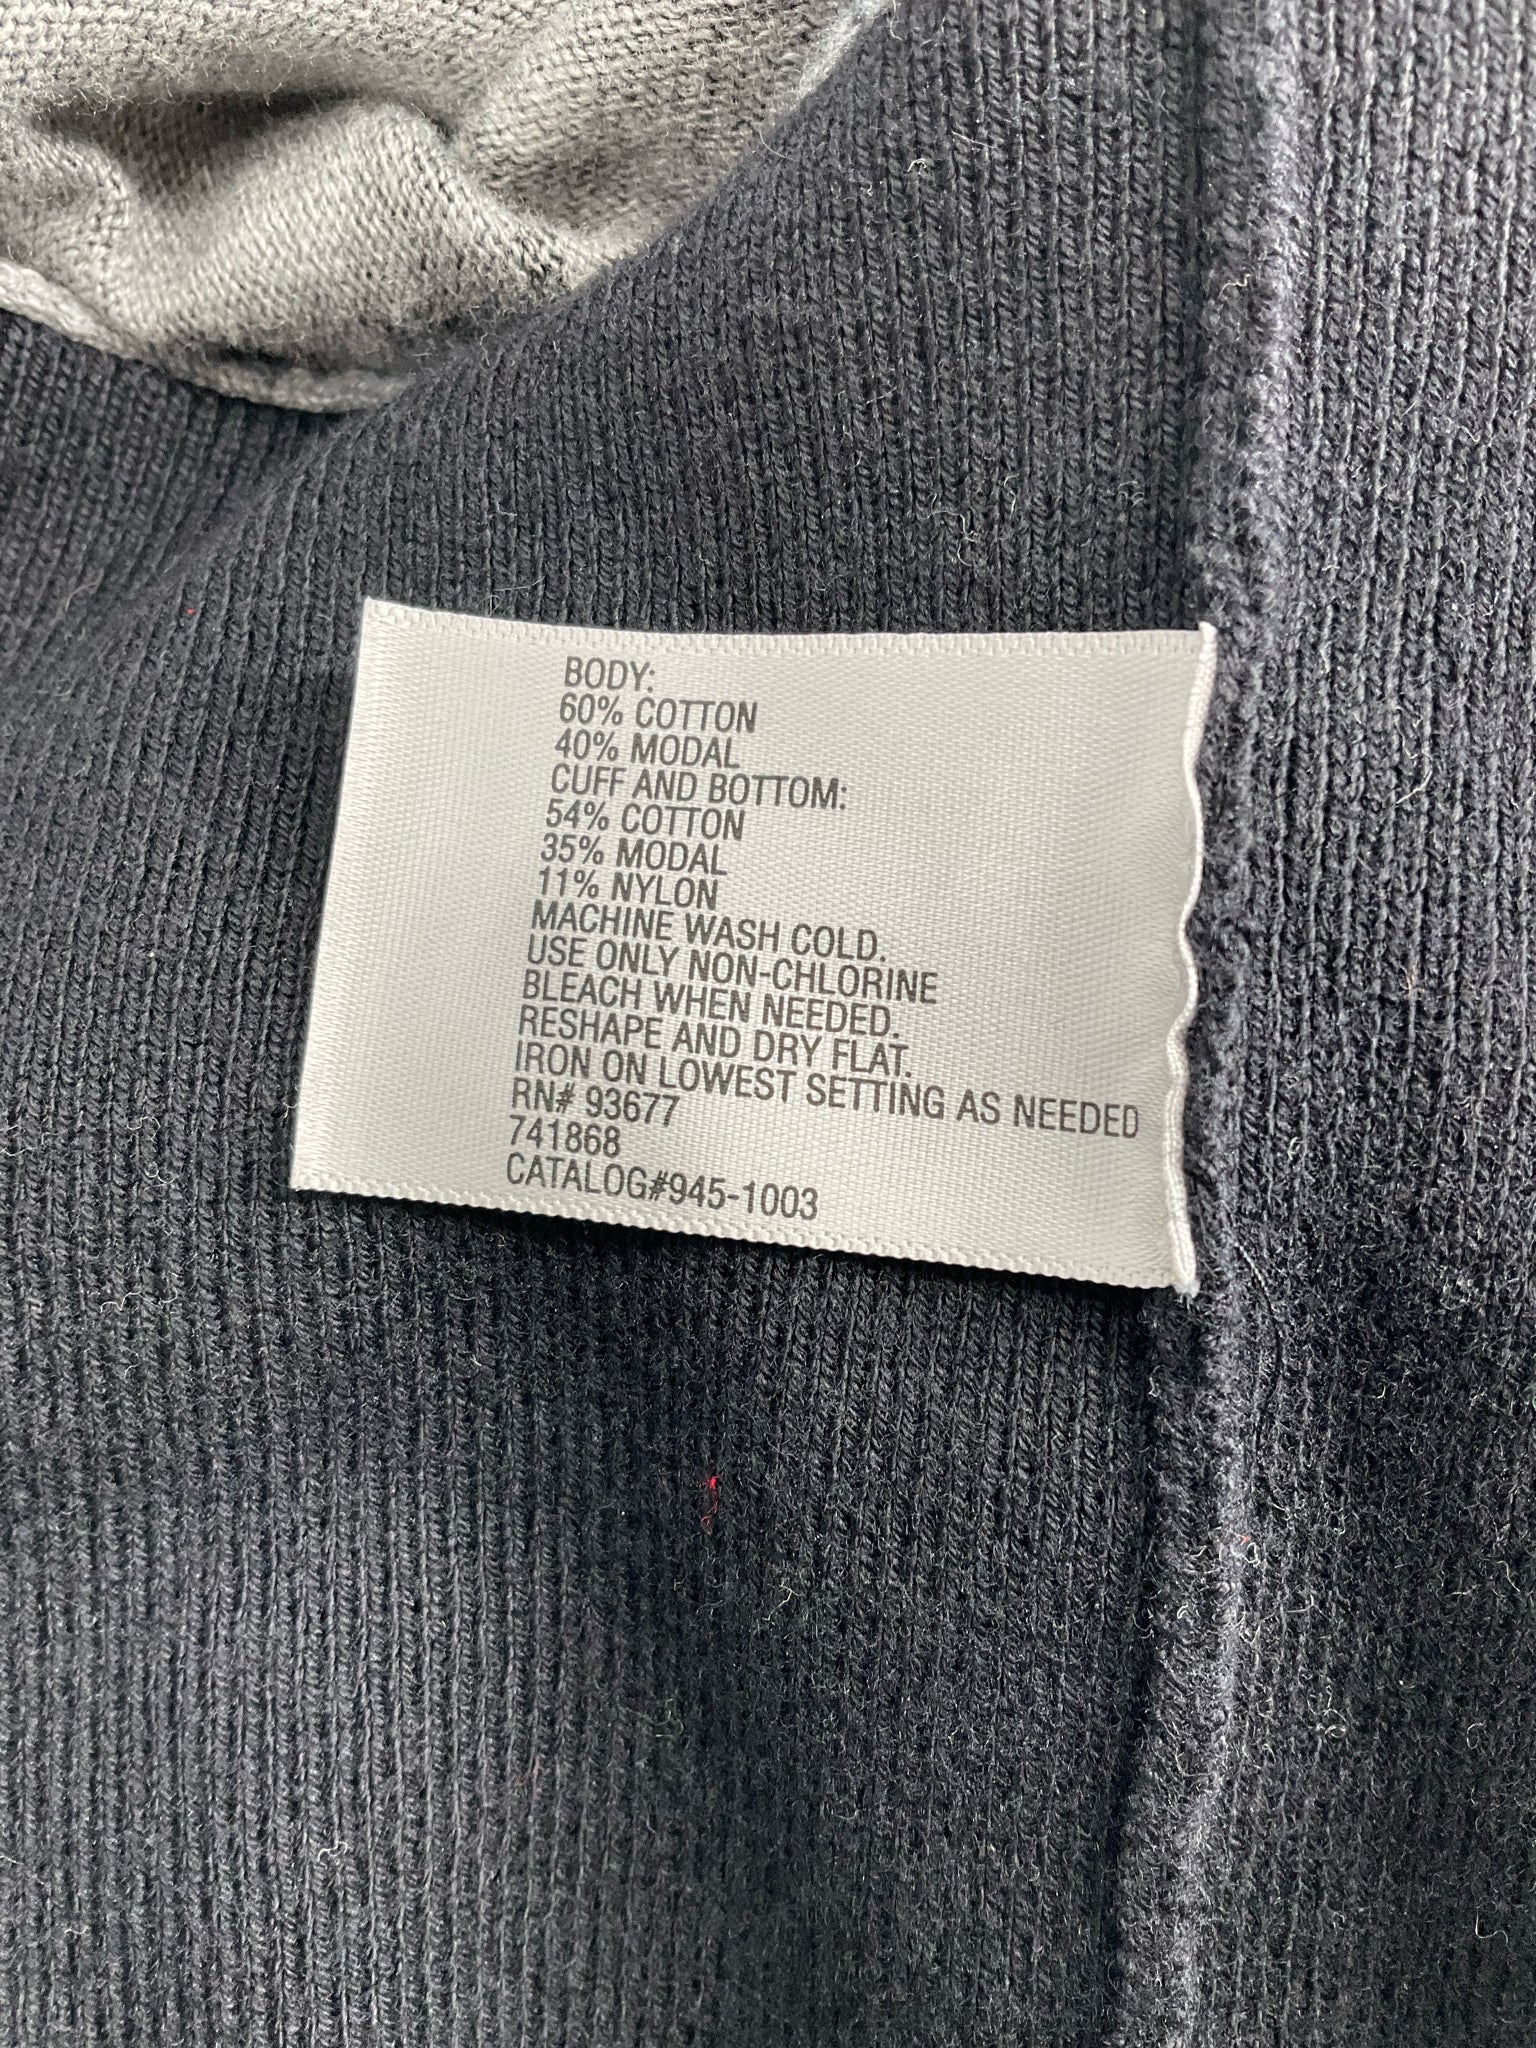 BODY:
60% COTTON
40% MODAL
CUFF AND BOTTOM:
54% COTTON
35% MODAL
11% NYLON
MACHINE WASH COLD.
USE ONLY NON-CHLORINE
BLEACH WHEN NEEDED.
RESHAPE AND DRY FLAT.
IRON ON LOWEST SETTING AS NEEDED
RN# 93677
741868
CATALOG#945-1003